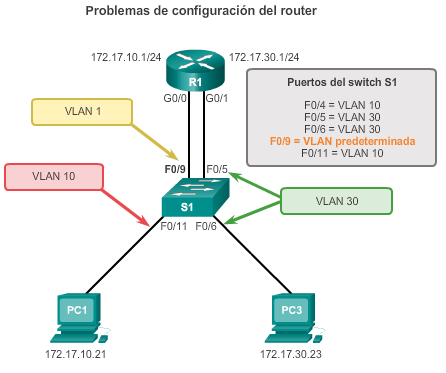 Problemas de configuración del router
172.17.10.1/24
172.17.30.1/24
R1
G0/0
G0/1
Puertos del switch S1
F0/4 = VLAN 10
F0/5 = VLAN 30
F0/6 = VLAN 30
F0/9 = VLAN predeterminada
F0/11 = VLAN 10
VLAN 1
F0/9
F0/5
VLAN 10
VLAN 30
S1
F0/11
F0/6
PC1
PC3
172.17.10.21
172.17.30.23